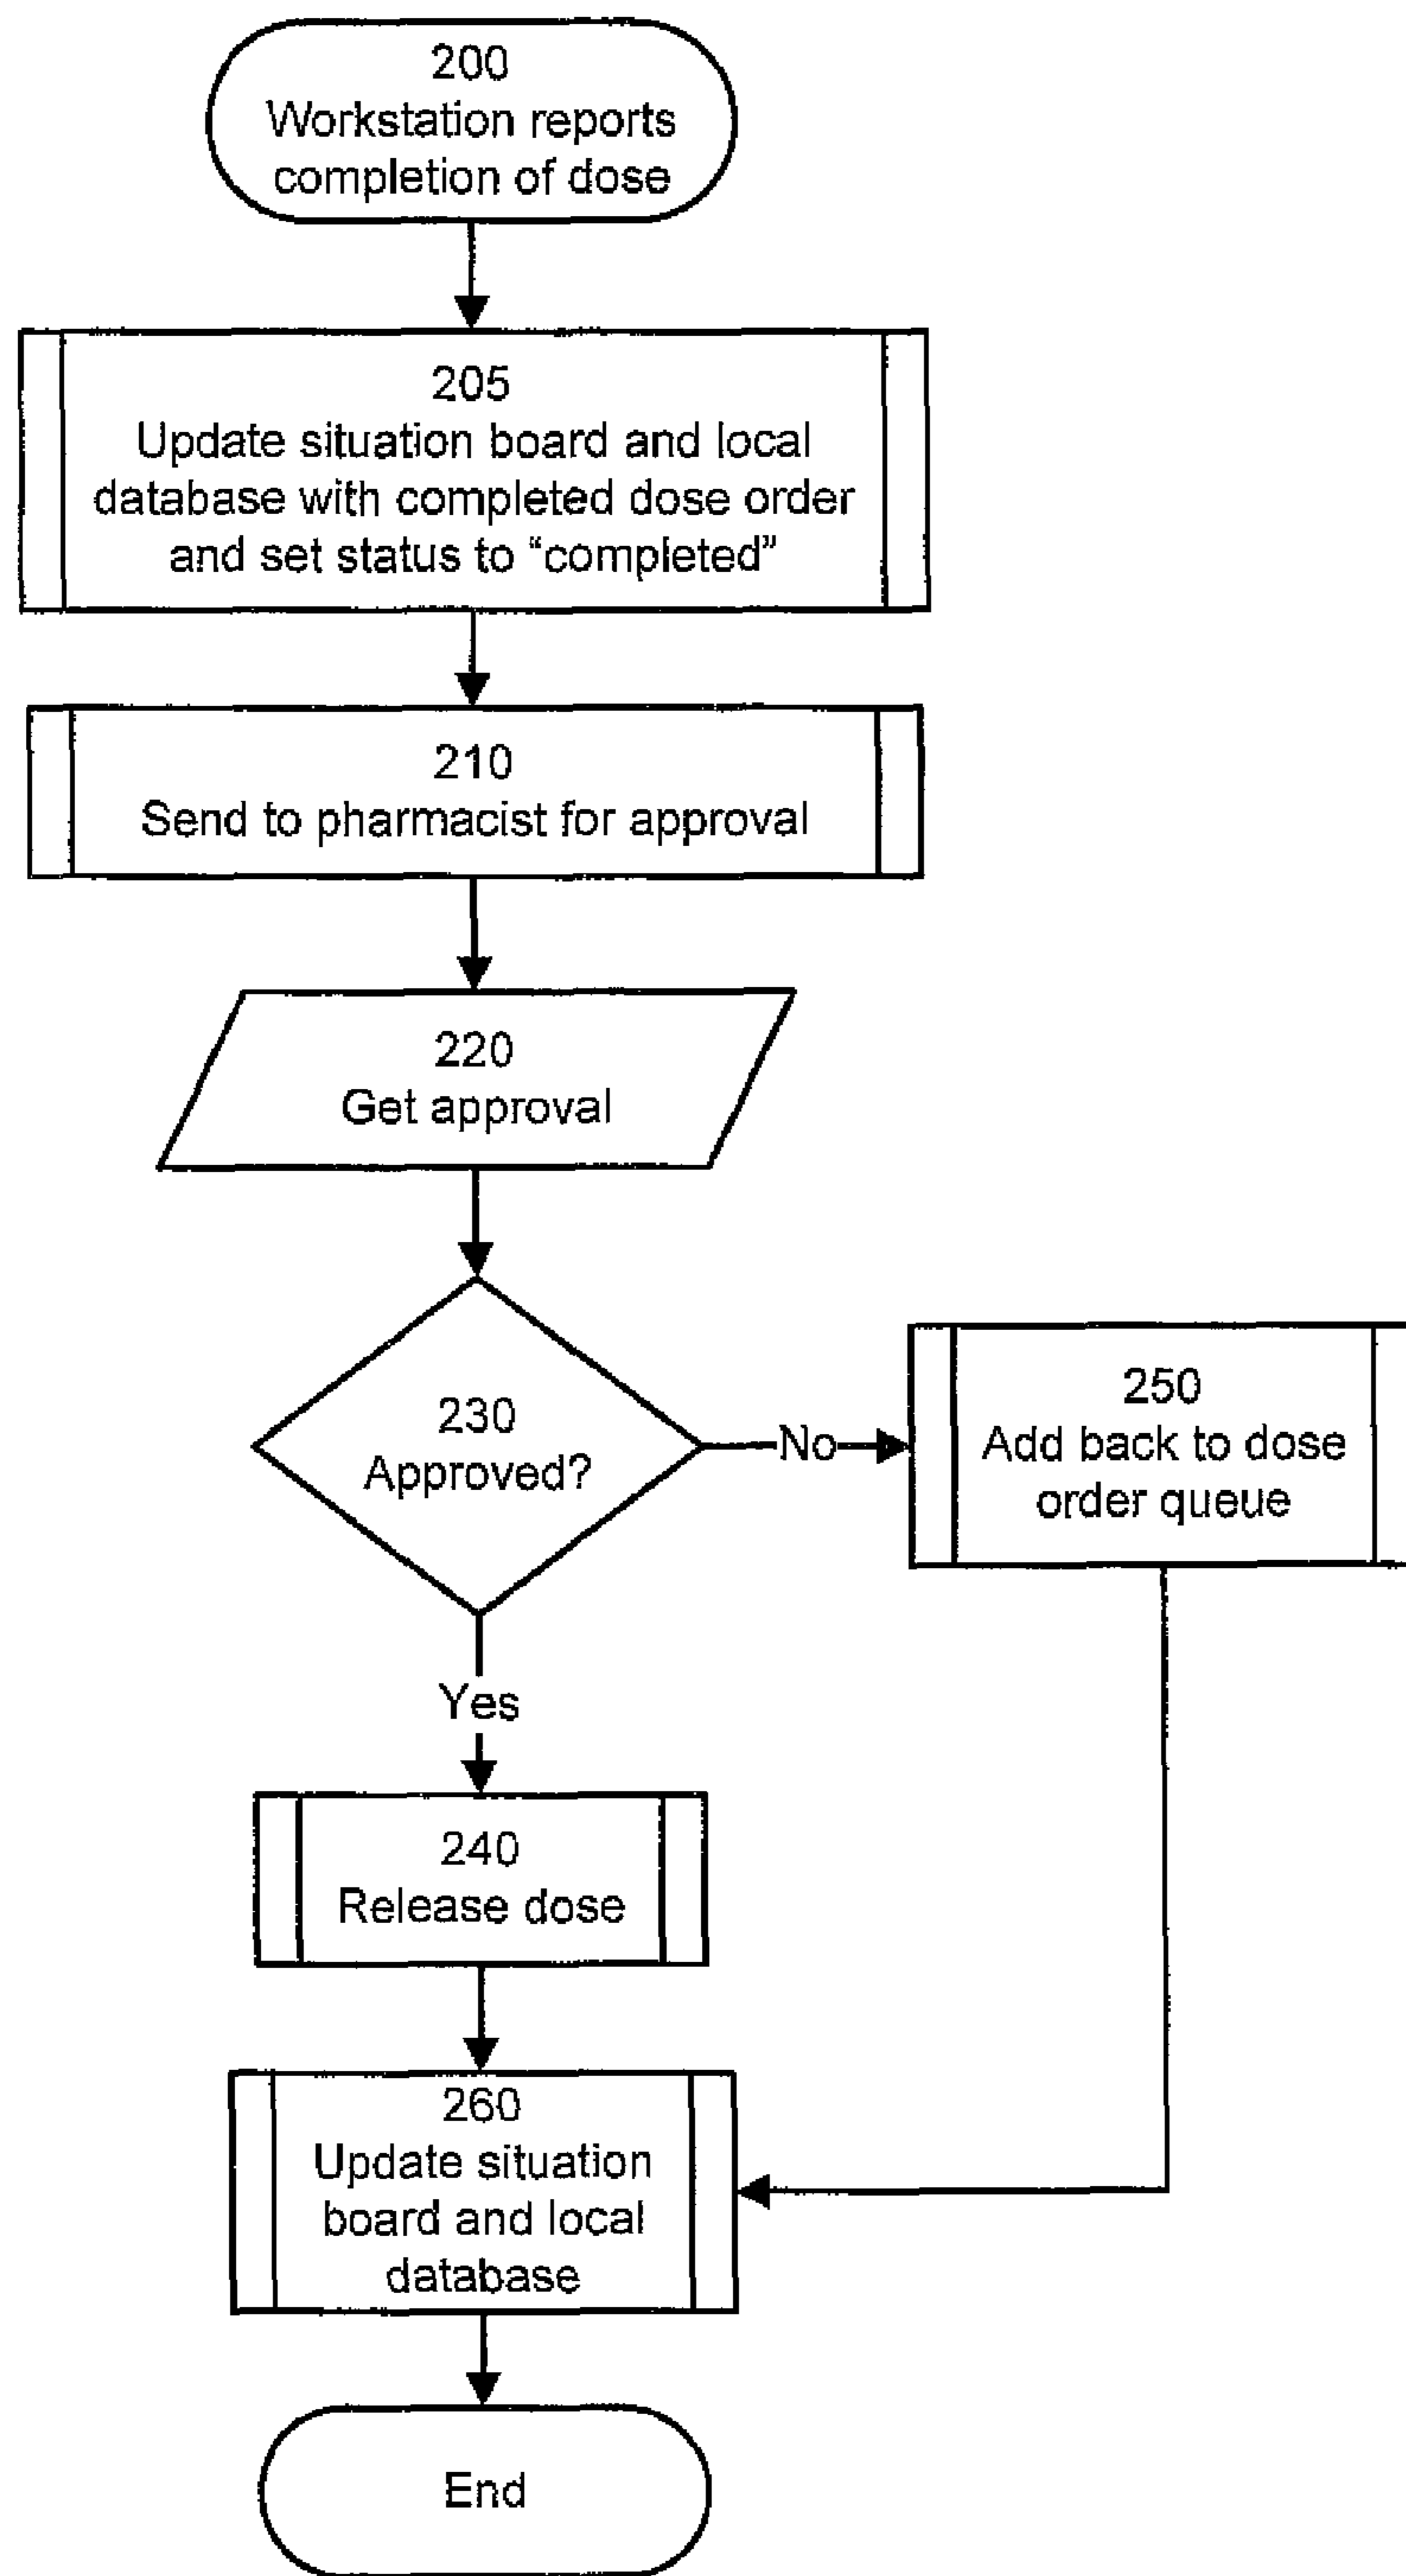 200
Workstation reports
completion of dose
205
Update situation board and local
database with completed dose order
and set status to “completed”
210
Send to pharmacist for approval
220
Get approval
230
Approved?
No
250
Add back to dose
order queue
Yes
240
Release dose
260
Update situation
board and local
database
End